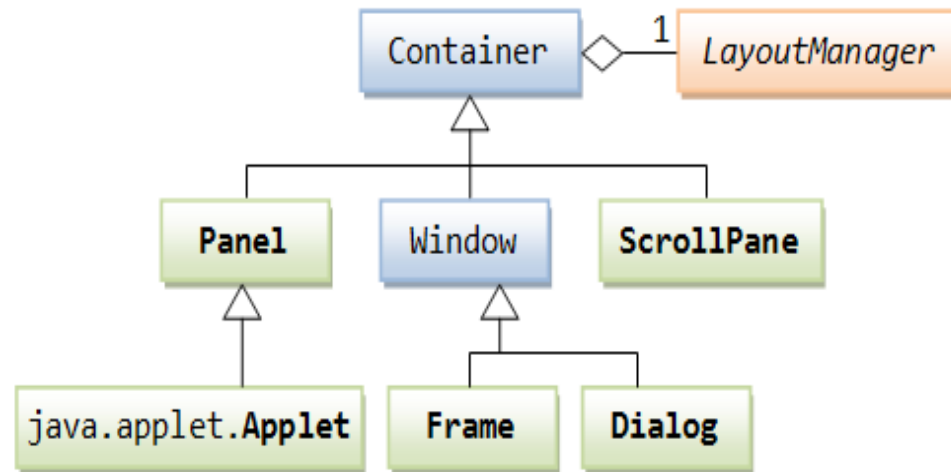 Container
1
LayoutManager
Panel
Window
ScrollPane
java.applet.Applet
Frame
Dialog